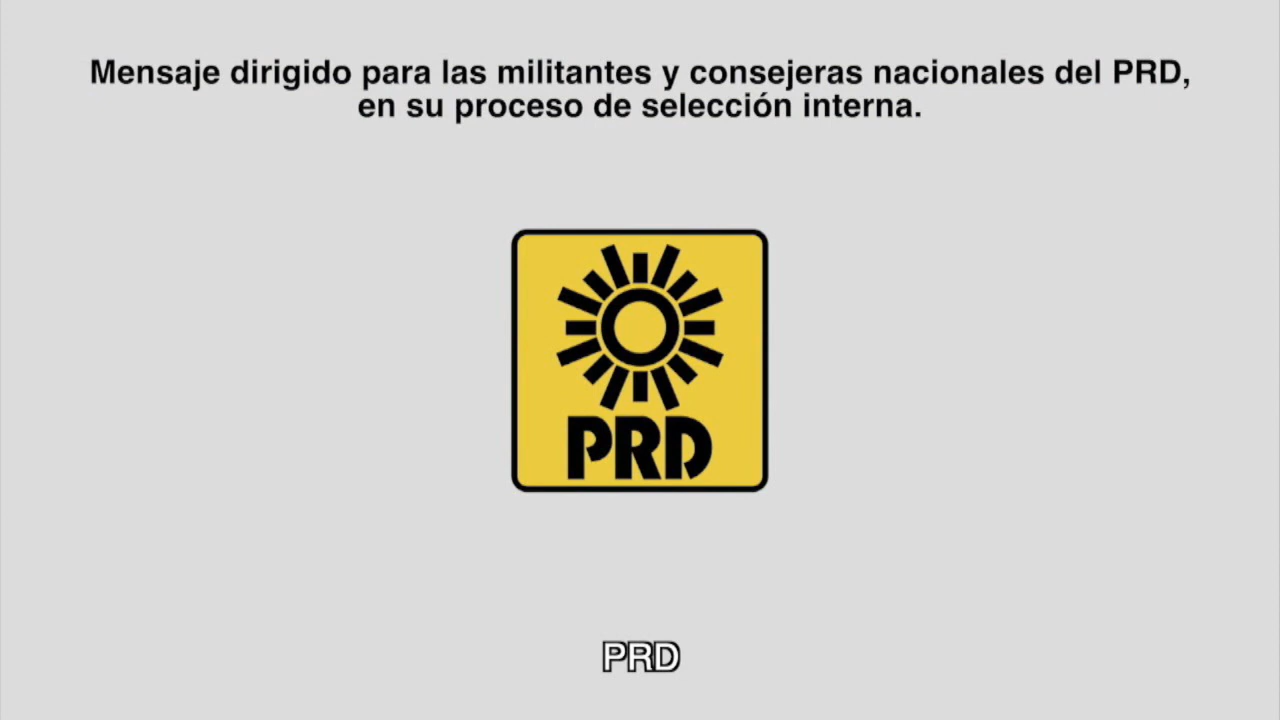 Mensaje dirigido para las militantes y consejeras nacionales del PRD,
en su proceso de selección interna.
PRD
PRD